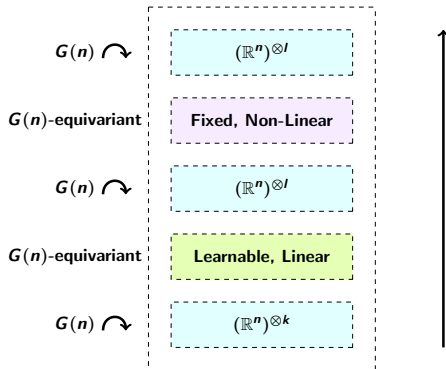 G(n) (ℝⁿ)^{⊗l}
G(n)-equivariant Fixed, Non-Linear
G(n) (ℝⁿ)^{⊗l}
G(n)-equivariant Learnable, Linear
G(n) (ℝⁿ)^{⊗k}